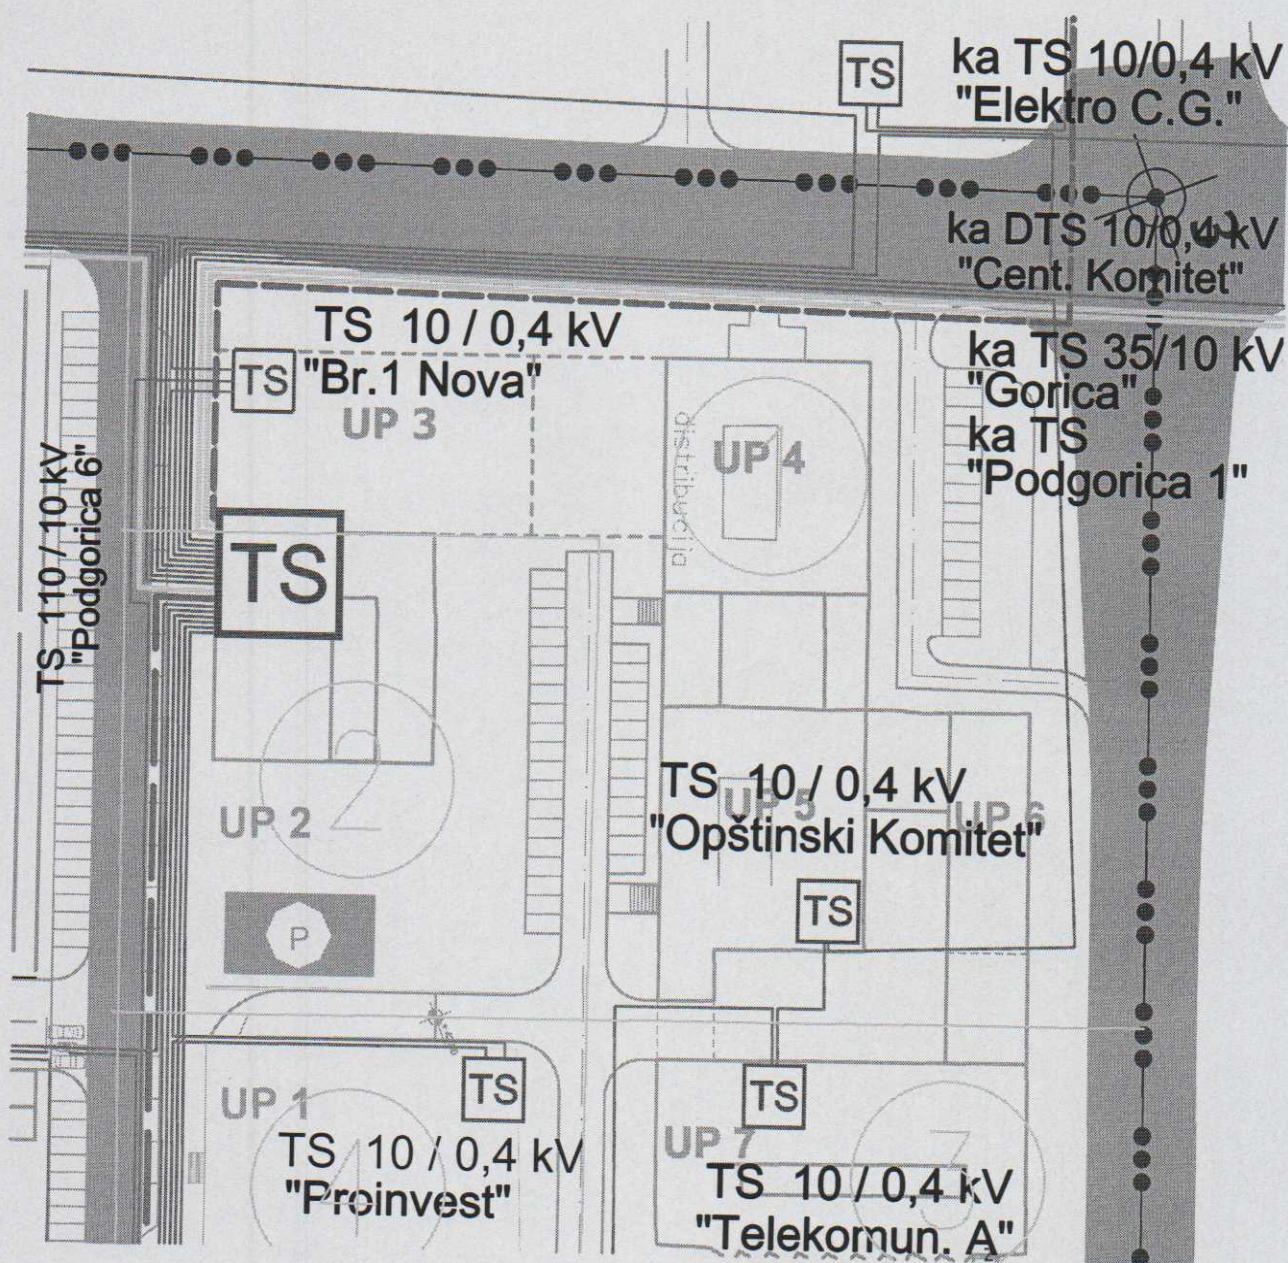 TS
ka TS 10/0,4 kV
"Elektro C.G."
ka DTS 10/0,4 kV
"Cent. Komitet"
3
TS 10 / 0,4 kV
"Br.1 Nova"
TS
UP 3
ka TS 35/10 kV
"Gorica"
ka TS
"Podgorica 1"
distribucija
UP 4
TS 110 / 10 kV
"Podgorica 6"
TS
2
UP 2
P
TS 10 / 0,4 kV
"Opštinski Komitet"
UP 5
UP 6
TS
UP 1
TS
TS 10 / 0,4 kV
"Proinvest"
1
TS
UP 7
3
TS 10 / 0,4 kV
"Telekomun. A"